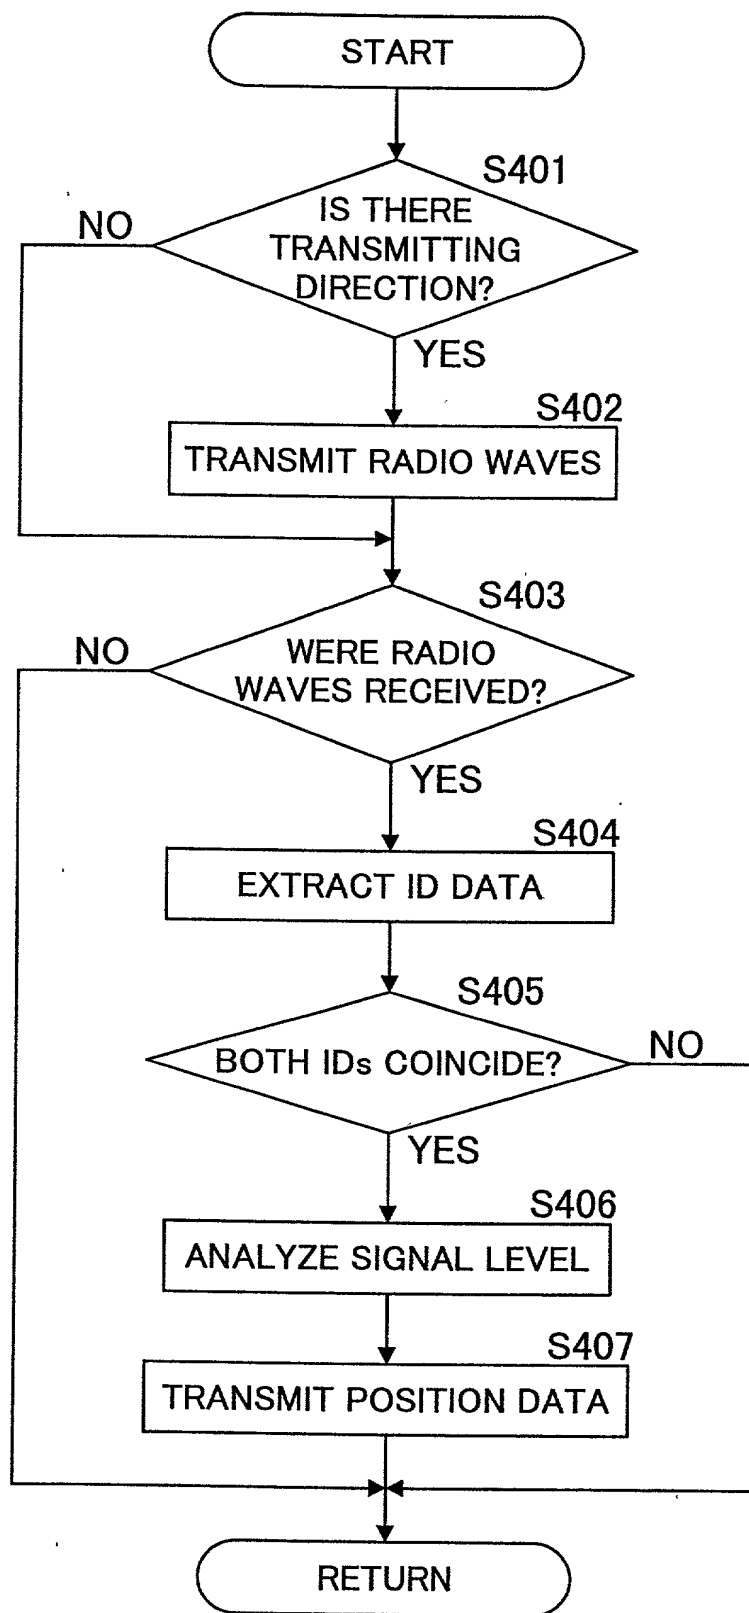 START
S401
NO
IS THERE
TRANSMITTING
DIRECTION?
YES
S402
TRANSMIT RADIO WAVES
S403
NO
WERE RADIO
WAVES RECEIVED?
YES
S404
EXTRACT ID DATA
S405
BOTH IDs COINCIDE?
NO
YES
S406
ANALYZE SIGNAL LEVEL
S407
TRANSMIT POSITION DATA
RETURN